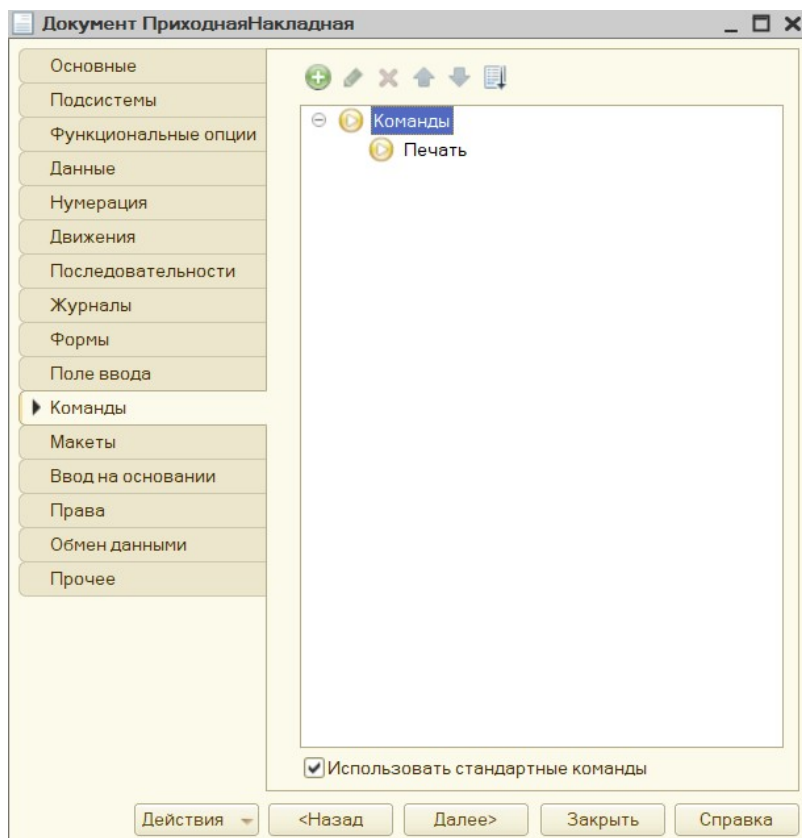 Документ ПриходнаяНакладная
Основные
Подсистемы
Функциональные опции
Данные
Нумерация
Движения
Последовательности
Журналы
Формы
Поле ввода
Команды
Макеты
Ввод на основании
Права
Обмен данными
Прочее
Команды
Печать
Использовать стандартные команды
Действия <Назад Далее> Закрыть Справка